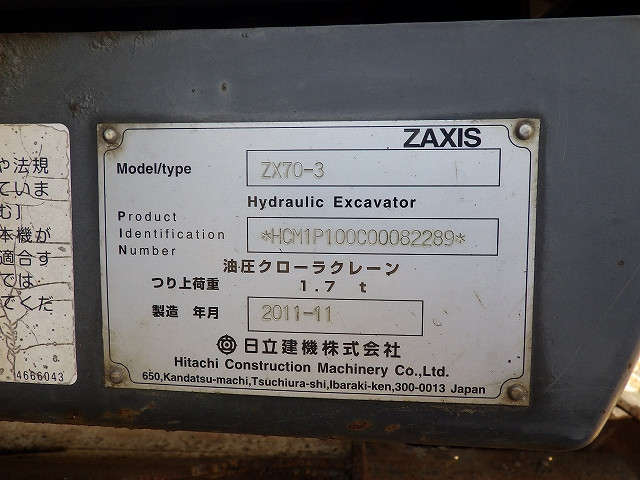 ZAXIS
Model/type ZX70-3
Hydraulic Excavator
Product
Identification
Number
*HCM1P100C00082289*
油圧クローラクレーン
つり上荷重 1.7 t
製造 年月 2011-11
日立建機株式会社
Hitachi Construction Machinery Co.,Ltd.
650,Kandatsu-machi,Tsuchiura-shi,Ibaraki-ken,300-0013 Japan
や法規
ていま
む]
本機が
適合す
では
でくだ
4666043